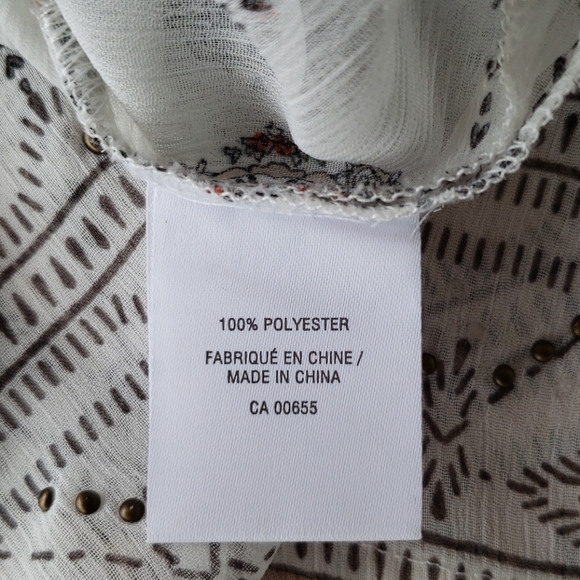 100% POLYESTER
FABRIQUÉ EN CHINE /
MADE IN CHINA
CA 00655